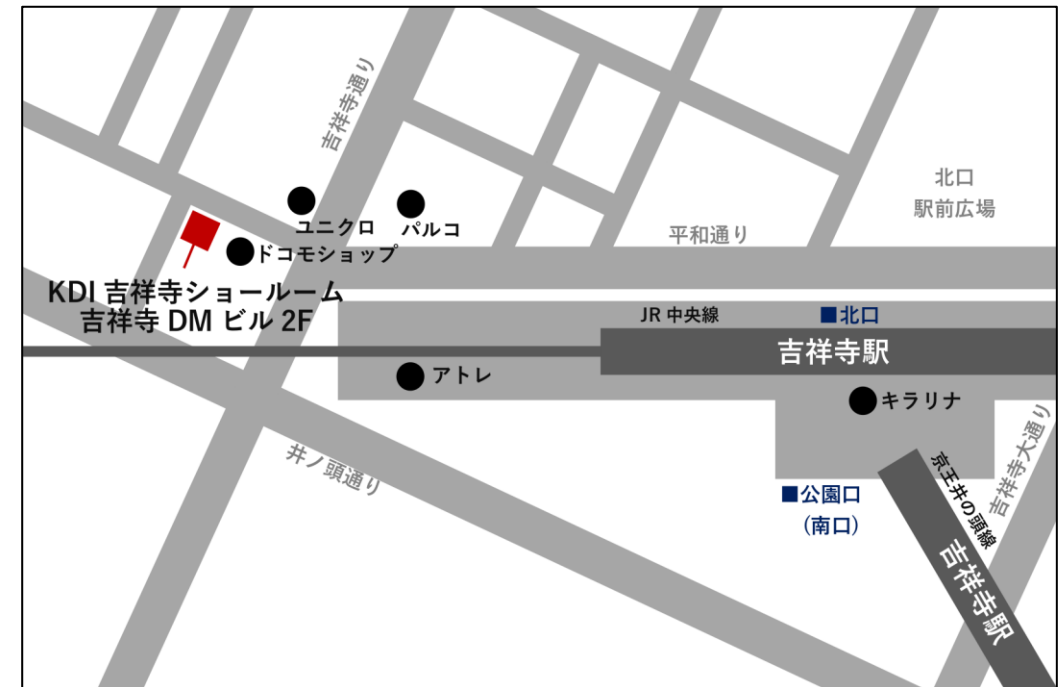 吉祥寺通り
北口
駅前広場
ユニクロ
パルコ
平和通り
ドコモショップ
KDI 吉祥寺ショールーム
吉祥寺 DM ビル 2F
JR 中央線
■北口
吉祥寺駅
アトレ
キラリナ
井ノ頭通り
吉祥寺大通り
■公園口
(南口)
京王井の頭線
吉祥寺駅